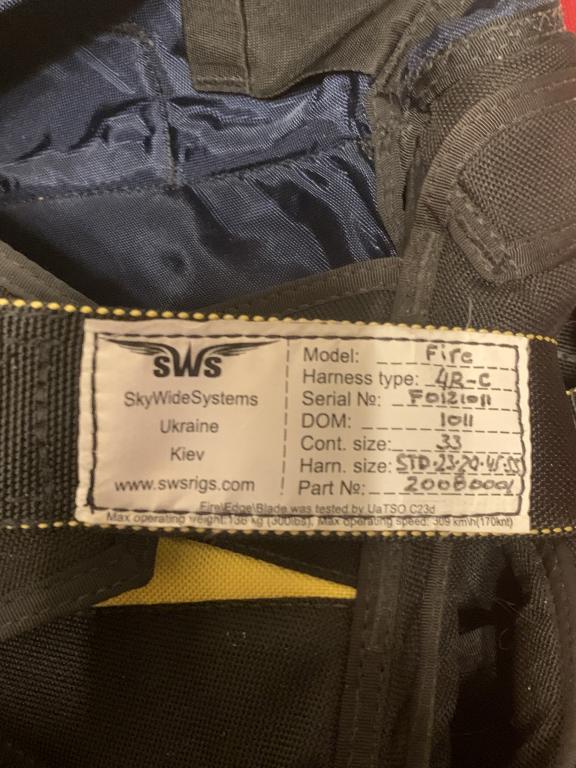 SWS
SkyWideSystems
Ukraine
Kiev
www.swsrigs.com
Model: Fire
Harness type: 4R-C
Serial №: F0121011
DOM: 1011
Cont. size: 33
Harn. size: STD-23-20-45-55
Part №: 20080001
Fire\Edge\Blade was tested by UaTSO C23d
Max operating weight: 136 kg (300lbs), Max operating speed: 309 km\h(170knt)